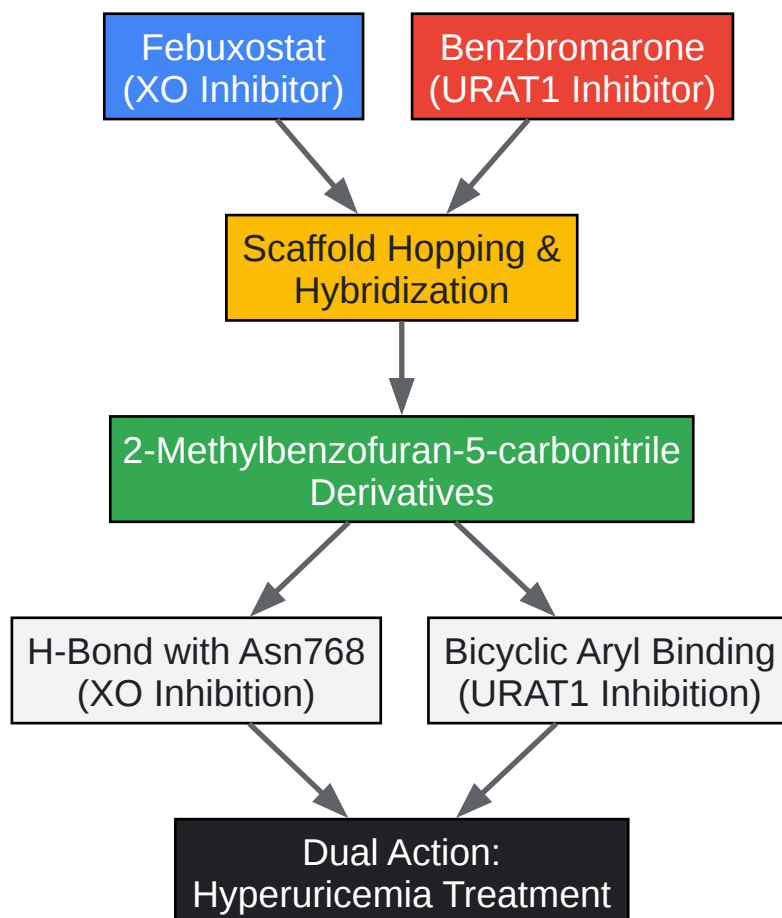 Febuxostat
(XO Inhibitor)
Benzbromarone
(URAT1 Inhibitor)
Scaffold Hopping &
Hybridization
2-Methylbenzofuran-5-carbonitrile
Derivatives
H-Bond with Asn768
(XO Inhibition)
Bicyclic Aryl Binding
(URAT1 Inhibition)
Dual Action:
Hyperuricemia Treatment